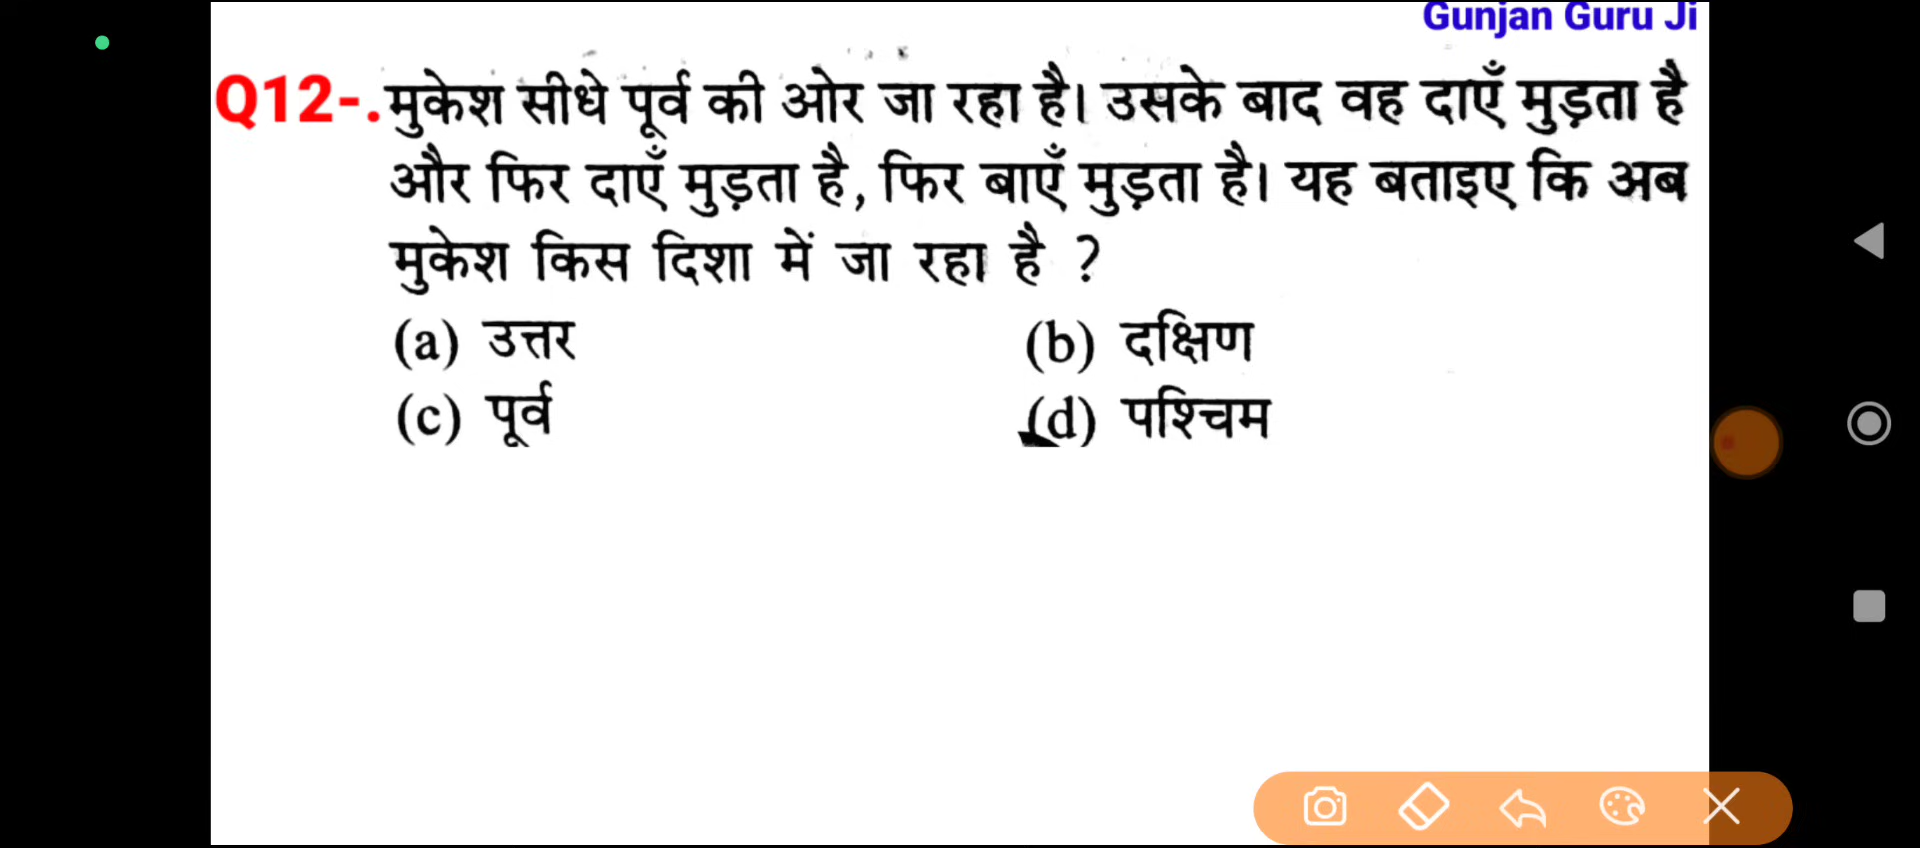 Gunjan Guru Ji
Q12-.मुकेश सीधे पूर्व की ओर जा रहा है। उसके बाद वह दाएँ मुड़ता है
और फिर दाएँ मुड़ता है, फिर बाएँ मुड़ता है। यह बताइए कि अब
मुकेश किस दिशा में जा रहा है ?
(a) उत्तर (b) दक्षिण
(c) पूर्व (d) पश्चिम